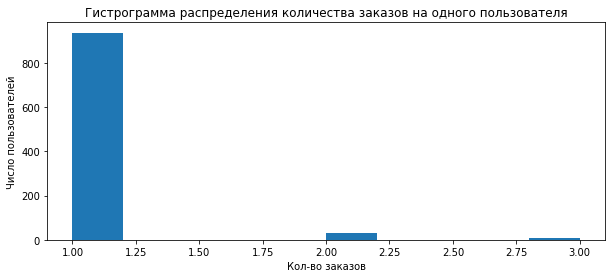 Гистрограмма распределения количества заказов на одного пользователя
Число пользователей
800
600
400
200
0
1.00 1.25 1.50 1.75 2.00 2.25 2.50 2.75 3.00
Кол-во заказов